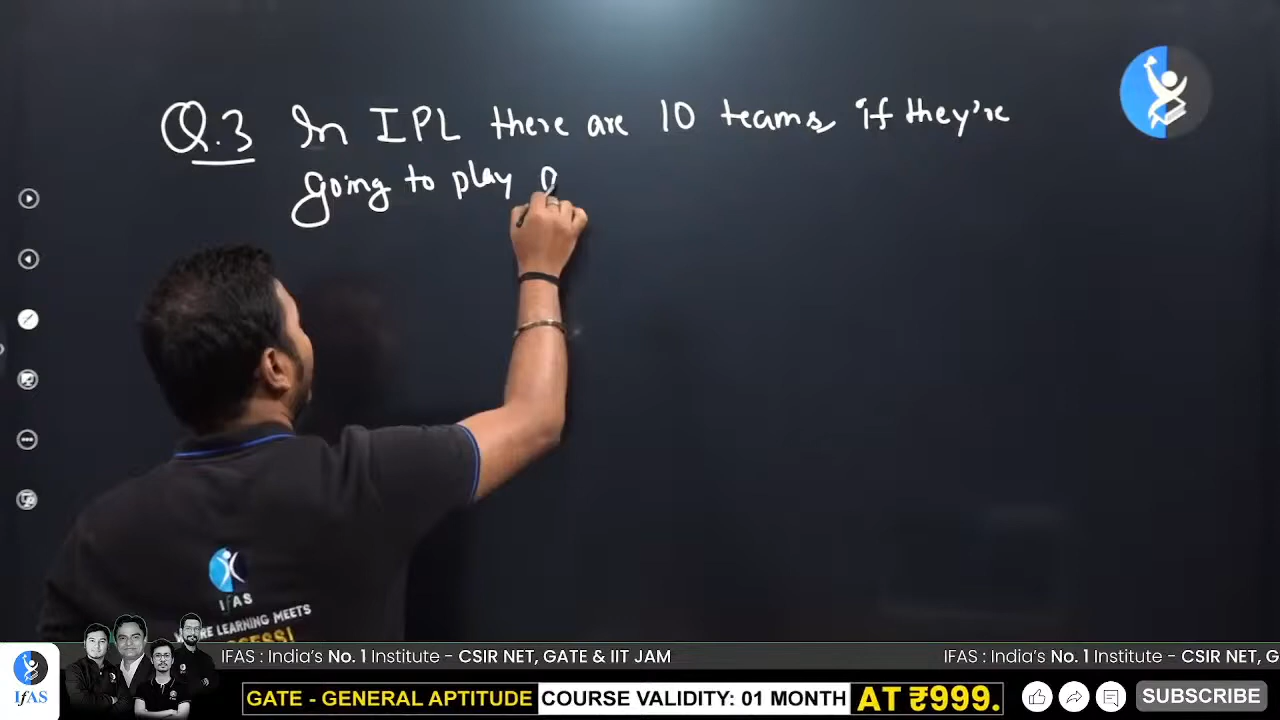 Q.3 In IPL there are 10 teams if they're
going to play
IfAS
WHERE LEARNING MEETS
SUCCESS!
IFAS : India's No. 1 Institute - CSIR NET, GATE & IIT JAM
IFAS : India's No. 1 Institute - CSIR NET, G
IfAS
GATE - GENERAL APTITUDE COURSE VALIDITY: 01 MONTH AT ₹999.
SUBSCRIBE